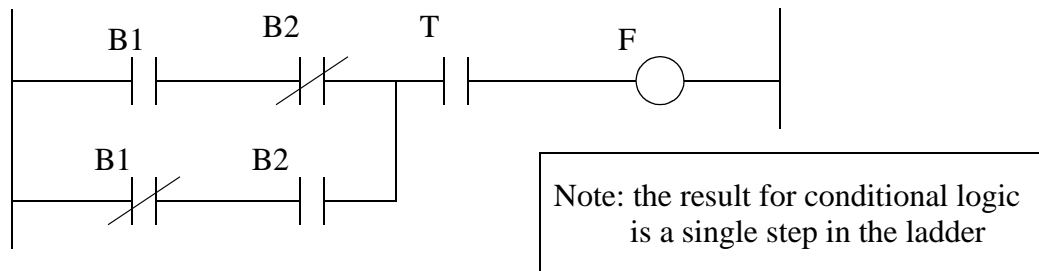 B1 B2 T F
B1 B2
Note: the result for conditional logic
is a single step in the ladder